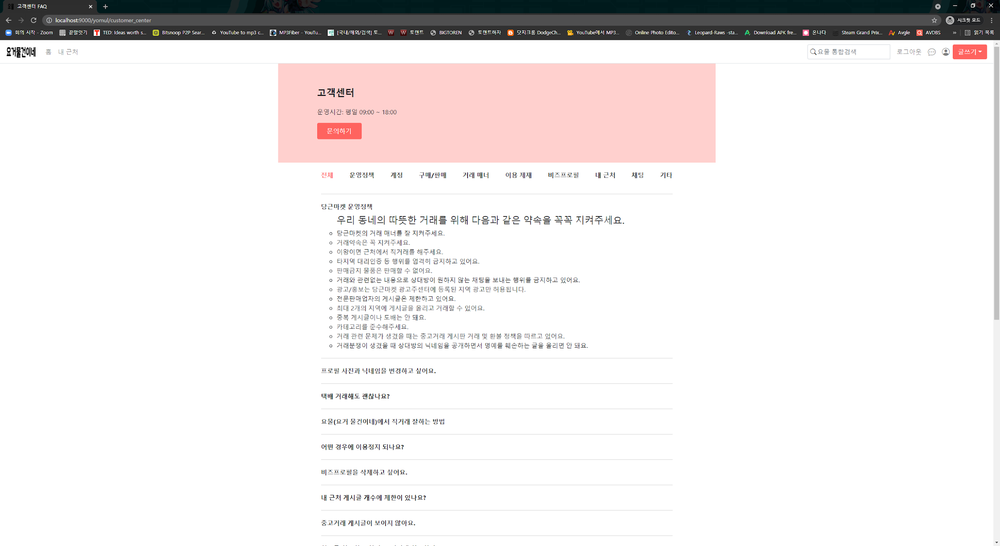 요물 고객센터 FAQ
localhost:9000/yomul/customer_center
시크릿 모드
회의 시작 - Zoom
끝말잇기
TED: Ideas worth s...
Bitsnoop P2P Sear...
YouTube to mp3 c...
MP3Fiber - YouTu...
[국내/해외/검색] 토...
토렌트
BIGTOREN
토렌트하자
닷지크롬 DodgeCh...
YouTube에서 MP3...
Online Photo Edito...
Leopard-Raws -sta...
Download APK fre...
온나다
Steam Grand Prix...
Avgle
AVDBS
»
읽기 목록
요거물건이네
홈
내 근처
요물 통합검색
로그아웃
글쓰기
고객센터
운영시간: 평일 09:00 ~ 18:00
문의하기
전체
운영정책
계정
구매/판매
거래 매너
이용 제재
비즈프로필
내 근처
채팅
기타
당근마켓 운영정책
우리 동네의 따뜻한 거래를 위해 다음과 같은 약속을 꼭꼭 지켜주세요.
당근마켓의 거래 매너를 잘 지켜주세요.
거래약속은 꼭 지켜주세요.
이왕이면 근처에서 직거래를 해주세요.
타지역 대리인증 등 행위를 엄격히 금지하고 있어요.
판매금지 물품은 판매할 수 없어요.
거래와 관련없는 내용으로 상대방이 원하지 않는 채팅을 보내는 행위를 금지하고 있어요.
광고/홍보는 당근마켓 광고주센터에 등록된 지역 광고만 허용됩니다.
전문판매업자의 게시글은 제한하고 있어요.
최대 2개의 지역에 게시글을 올리고 거래할 수 있어요.
중복 게시글이나 도배는 안 돼요.
카테고리를 준수해주세요.
거래 관련 문제가 생겼을 때는 중고거래 게시판 거래 및 환불 정책을 따르고 있어요.
거래분쟁이 생겼을 때 상대방의 닉네임을 공개하면서 명예를 훼손하는 글을 올리면 안 돼요.
프로필 사진과 닉네임을 변경하고 싶어요.
택배 거래해도 괜찮나요?
요물(요거 물건이네)에서 직거래 잘하는 방법
어떤 경우에 이용정지 되나요?
비즈프로필을 삭제하고 싶어요.
내 근처 게시글 개수에 제한이 있나요?
중고거래 게시글이 보이지 않아요.